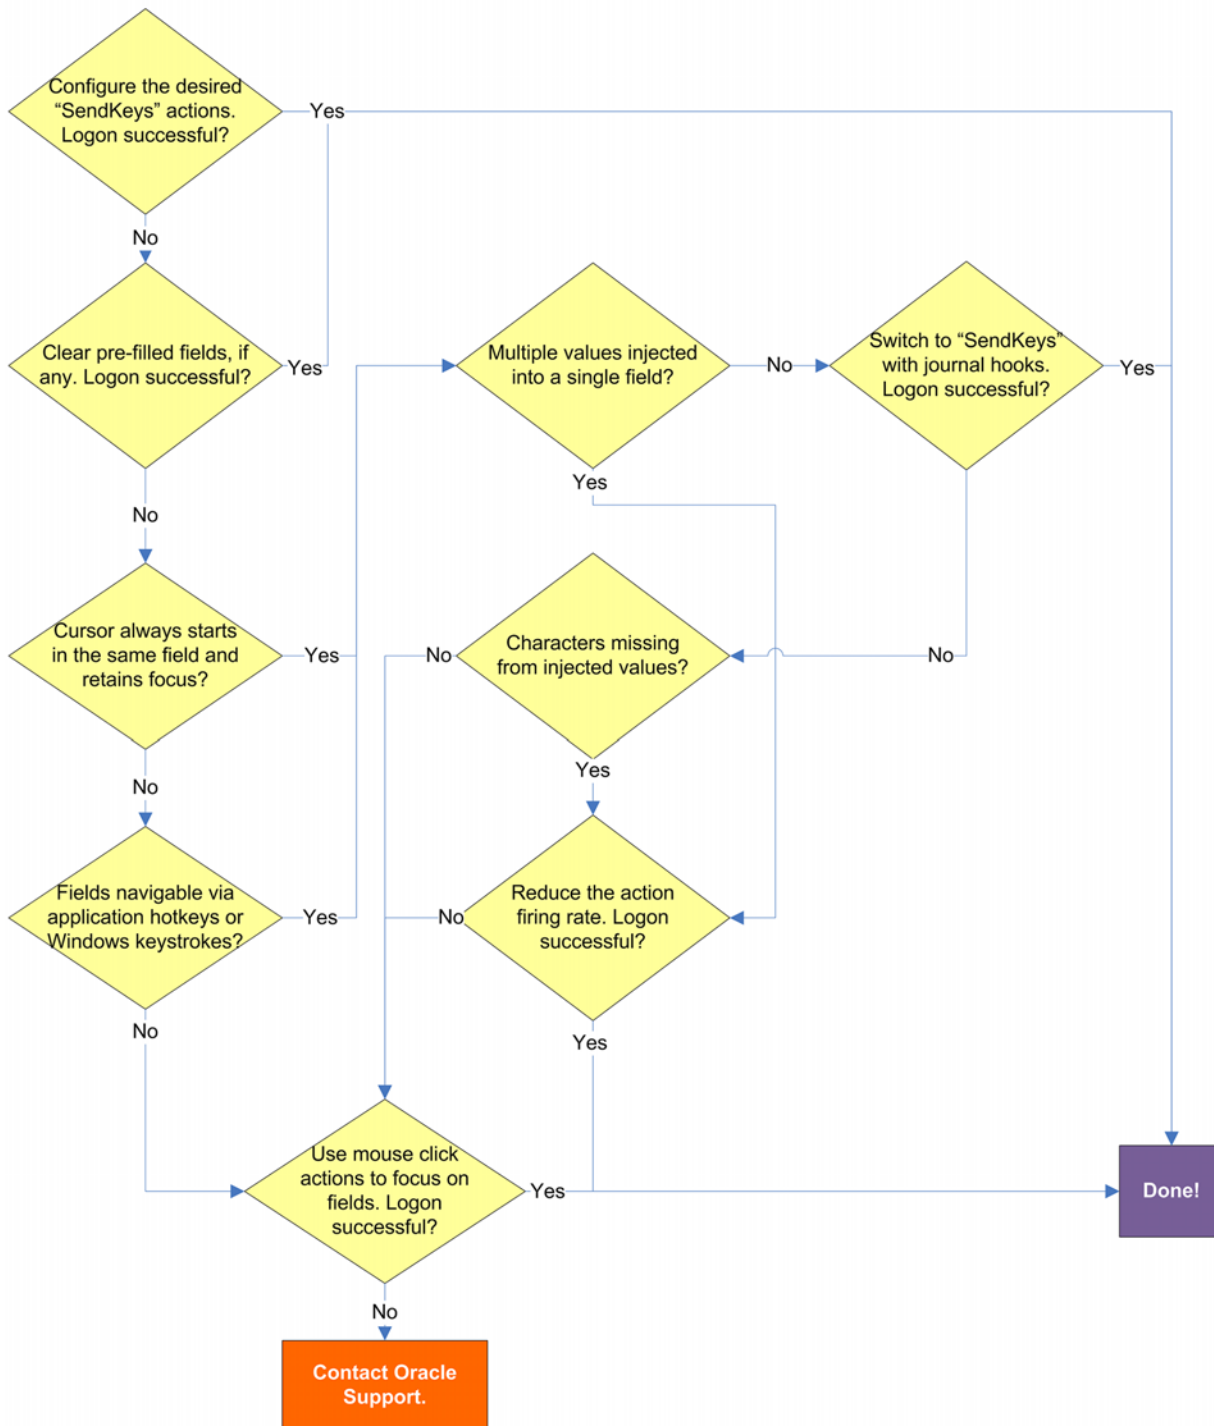 Configure the desired
“SendKeys” actions.
Logon successful?
Yes
No
Clear pre-filled fields, if
any. Logon successful?
Yes
Multiple values injected
into a single field?
No
Switch to “SendKeys”
with journal hooks.
Logon successful?
Yes
Yes
No
Cursor always starts
in the same field and
retains focus?
Yes
No
Characters missing
from injected values?
No
Yes
No
Fields navigable via
application hotkeys or
Windows keystrokes?
Yes
No
Reduce the action
firing rate. Logon
successful?
No
Yes
Use mouse click
actions to focus on
fields. Logon
successful?
Yes
Done!
No
Contact Oracle
Support.